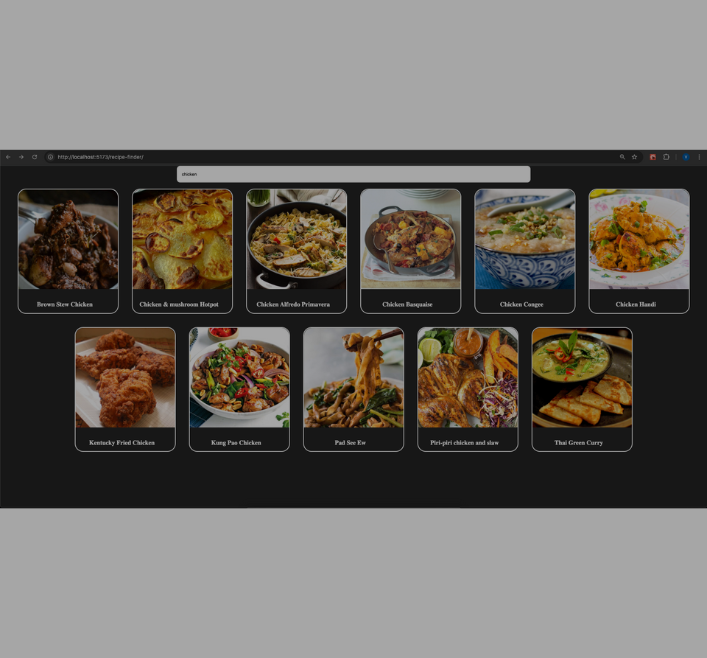 http://localhost:5173/recipe-finder/
chicken
Brown Stew Chicken
Chicken & mushroom Hotpot
Chicken Alfredo Primavera
Chicken Basquaise
Chicken Congee
Chicken Handi
Kentucky Fried Chicken
Kung Pao Chicken
Pad See Ew
Piri-piri chicken and slaw
Thai Green Curry